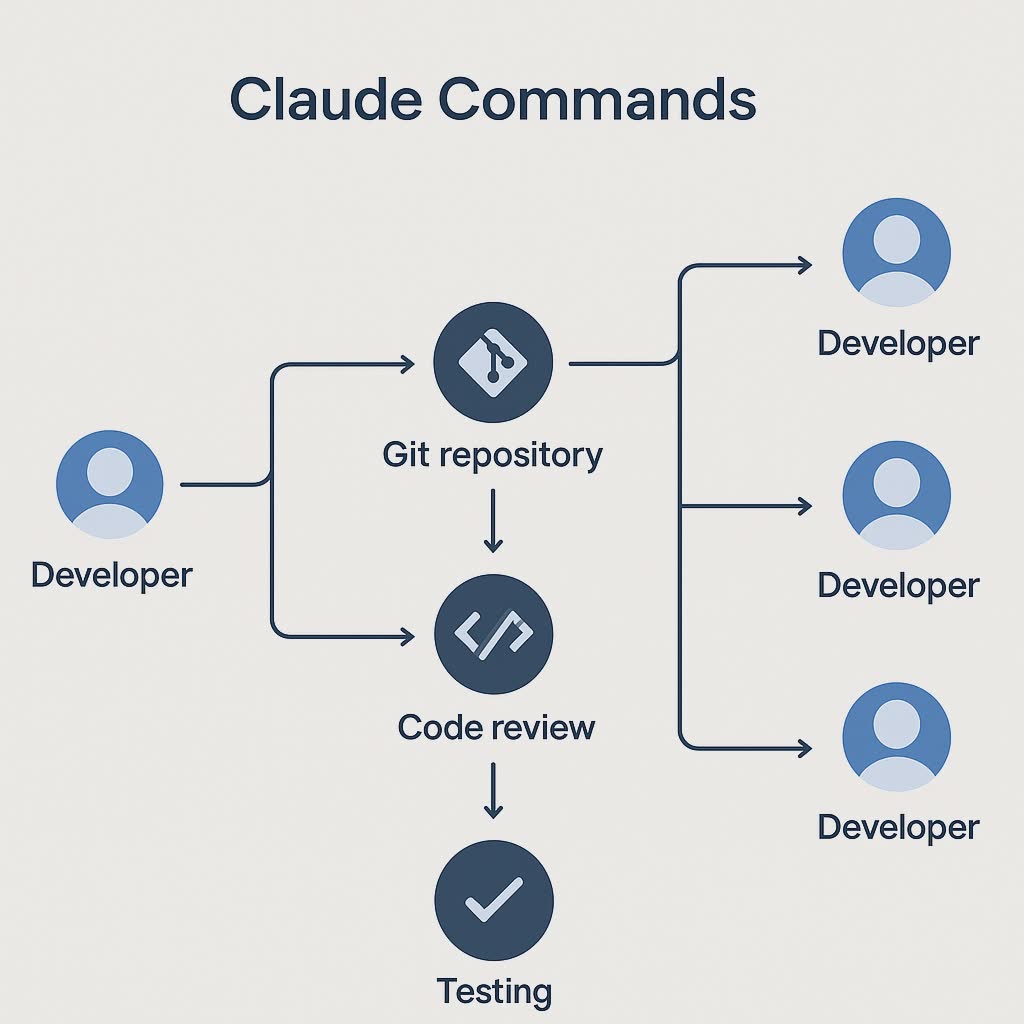 Claude Commands
Developer
Git repository
Developer
Developer
Code review
Developer
Testing